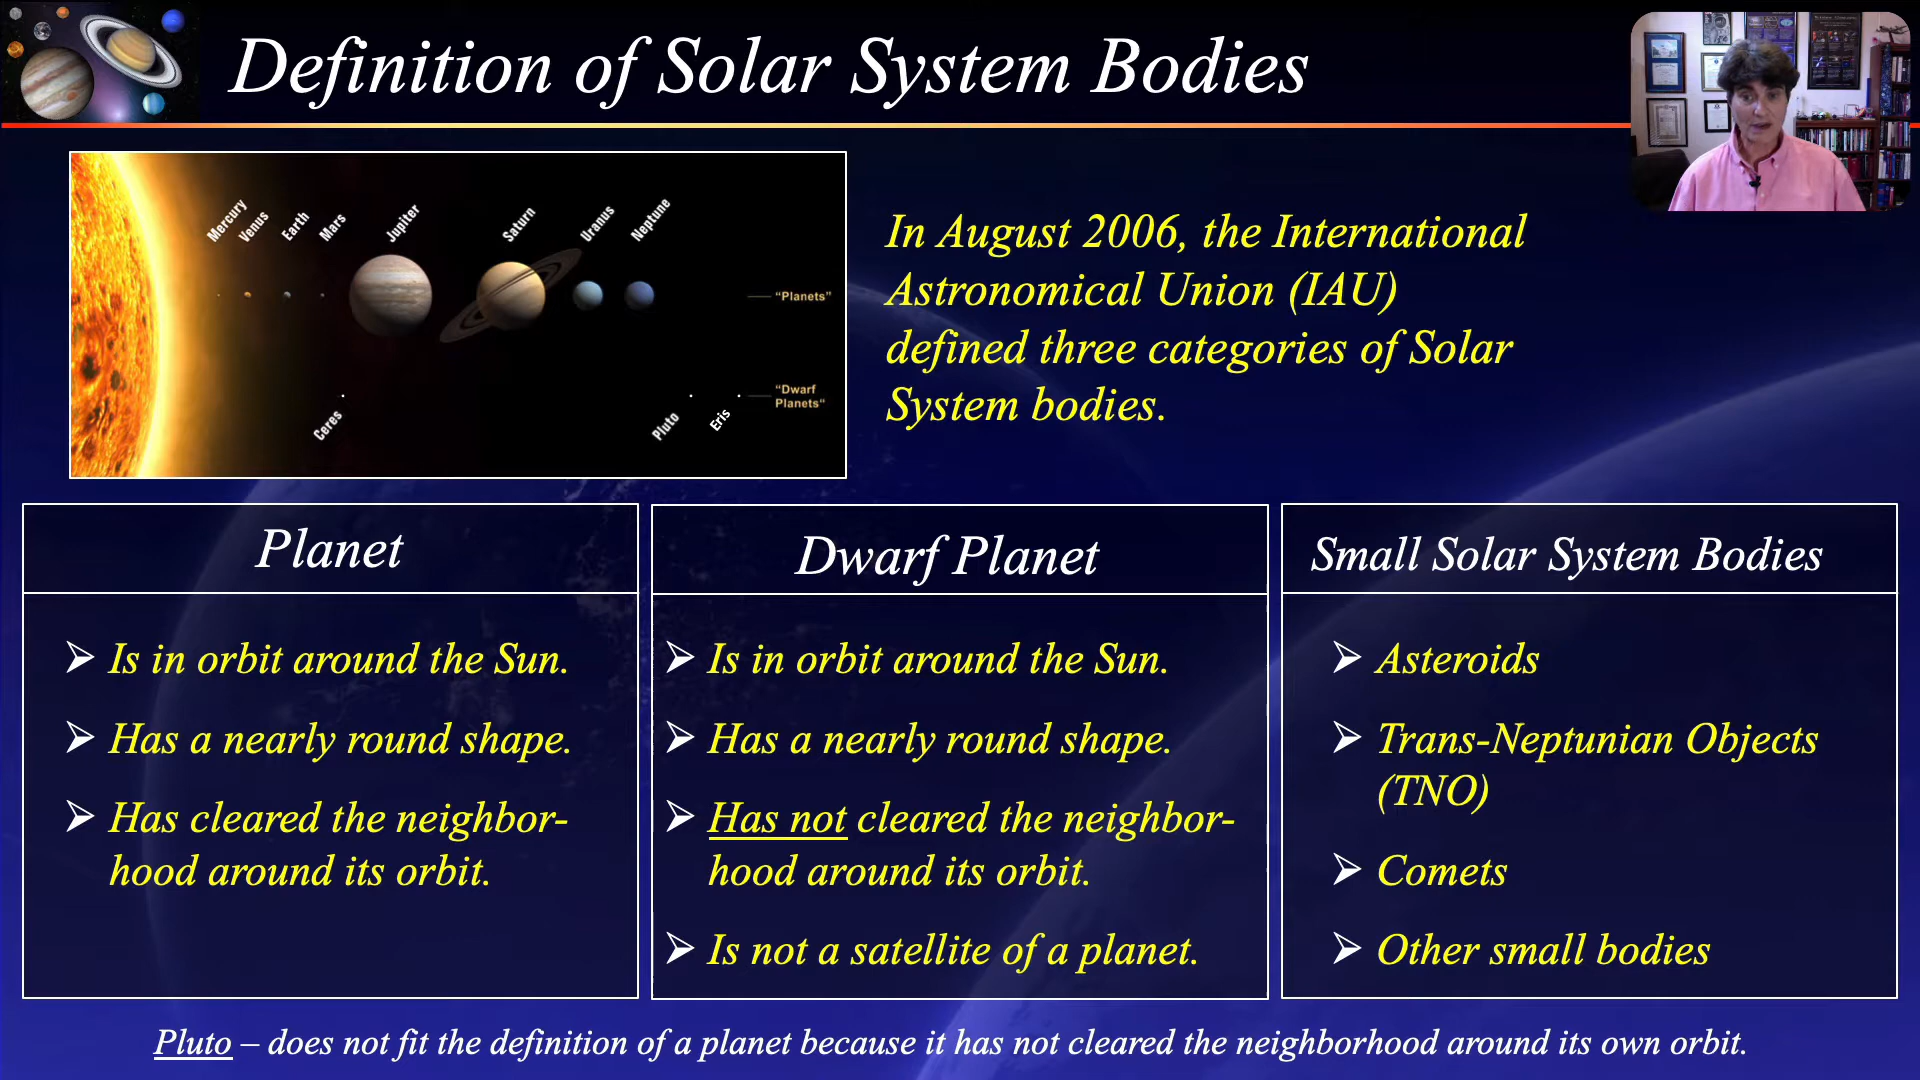 Definition of Solar System Bodies
Mercury
Venus
Earth
Mars
Jupiter
Saturn
Uranus
Neptune
"Planets"
Ceres
Pluto
Eris
"Dwarf
Planets"
In August 2006, the International
Astronomical Union (IAU)
defined three categories of Solar
System bodies.
Planet
Is in orbit around the Sun.
Has a nearly round shape.
Has cleared the neighbor-
hood around its orbit.
Dwarf Planet
Is in orbit around the Sun.
Has a nearly round shape.
Has not cleared the neighbor-
hood around its orbit.
Is not a satellite of a planet.
Small Solar System Bodies
Asteroids
Trans-Neptunian Objects
(TNO)
Comets
Other small bodies
Pluto – does not fit the definition of a planet because it has not cleared the neighborhood around its own orbit.